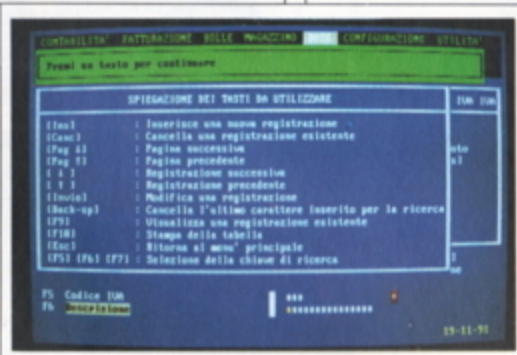 CONTABILITA' FATTURAZIONE BOLLE MAGAZZINO CONFIGURAZIONE UTILITA'
Premi un tasto per continuare
SPIEGAZIONE DEI TASTI DA UTILIZZARE
IVA IVA
[Ins] : Inserisce una nuova registrazione
[Canc] : Cancella una registrazione esistente
[Pag ↓] : Pagina successiva
[Pag ↑] : Pagina precedente
[ ↓ ] : Registrazione successiva
[ ↑ ] : Registrazione precedente
[Invio] : Modifica una registrazione
[Back-up] : Cancella l'ultimo carattere inserito per la ricerca
[F9] : Visualizza una registrazione esistente
[F10] : Stampa della tabella
[Esc] : Ritorna al menu' principale
[F5] [F6] [F7] : Selezione della chiave di ricerca
F5 Codice IVA
F6 Descrizione
19-11-91